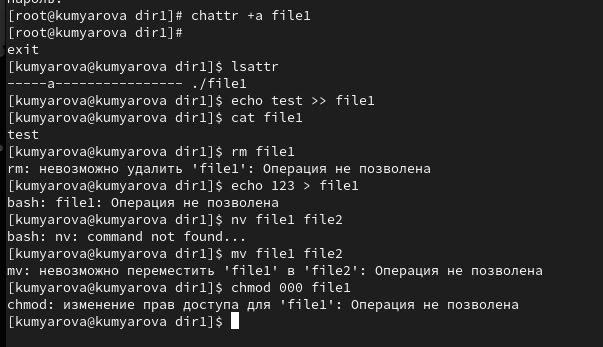 Пароль:
[root@kumyarova dir1]# chattr +a file1
[root@kumyarova dir1]#
exit
[kumyarova@kumyarova dir1]$ lsattr
-----a---------------- ./file1
[kumyarova@kumyarova dir1]$ echo test >> file1
[kumyarova@kumyarova dir1]$ cat file1
test
[kumyarova@kumyarova dir1]$ rm file1
rm: невозможно удалить 'file1': Операция не позволена
[kumyarova@kumyarova dir1]$ echo 123 > file1
bash: file1: Операция не позволена
[kumyarova@kumyarova dir1]$ nv file1 file2
bash: nv: command not found...
[kumyarova@kumyarova dir1]$ mv file1 file2
mv: невозможно переместить 'file1' в 'file2': Операция не позволена
[kumyarova@kumyarova dir1]$ chmod 000 file1
chmod: изменение прав доступа для 'file1': Операция не позволена
[kumyarova@kumyarova dir1]$